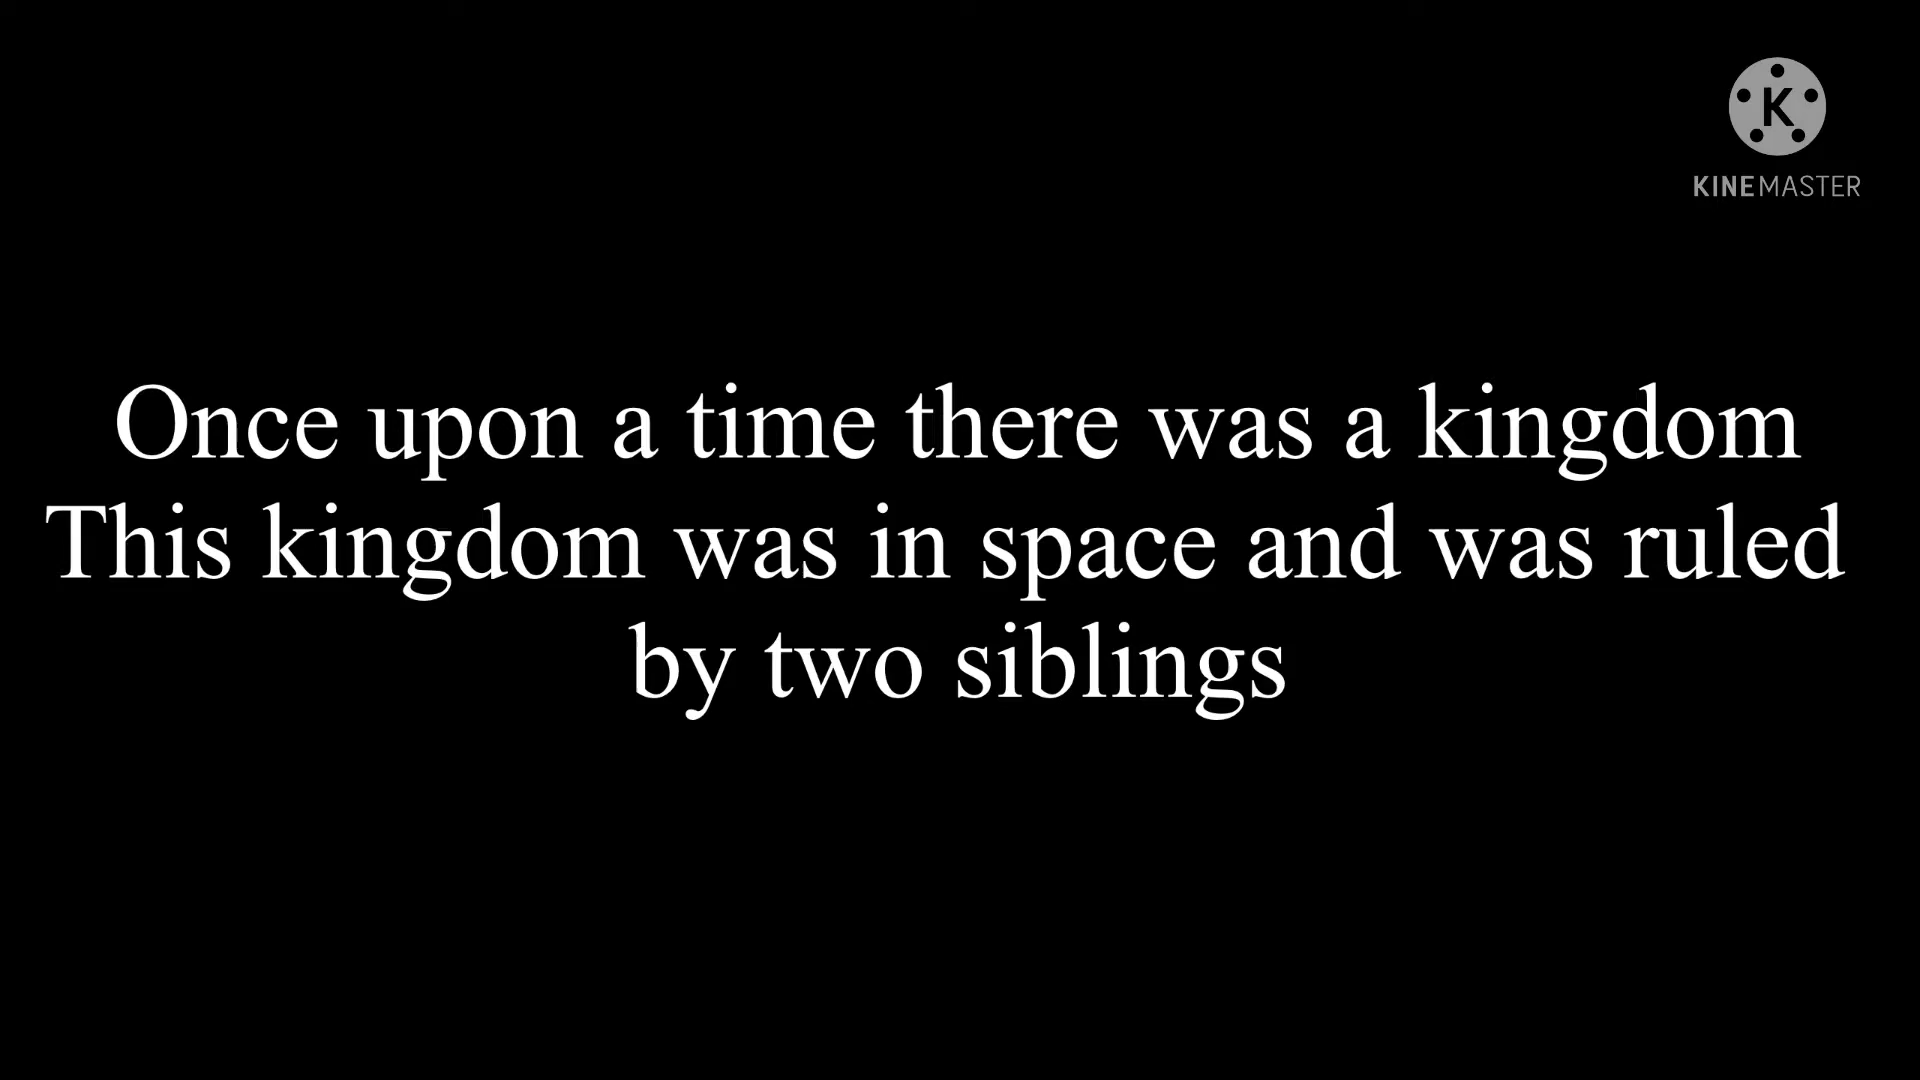 K
KINEMASTER
Once upon a time there was a kingdom
This kingdom was in space and was ruled
by two siblings